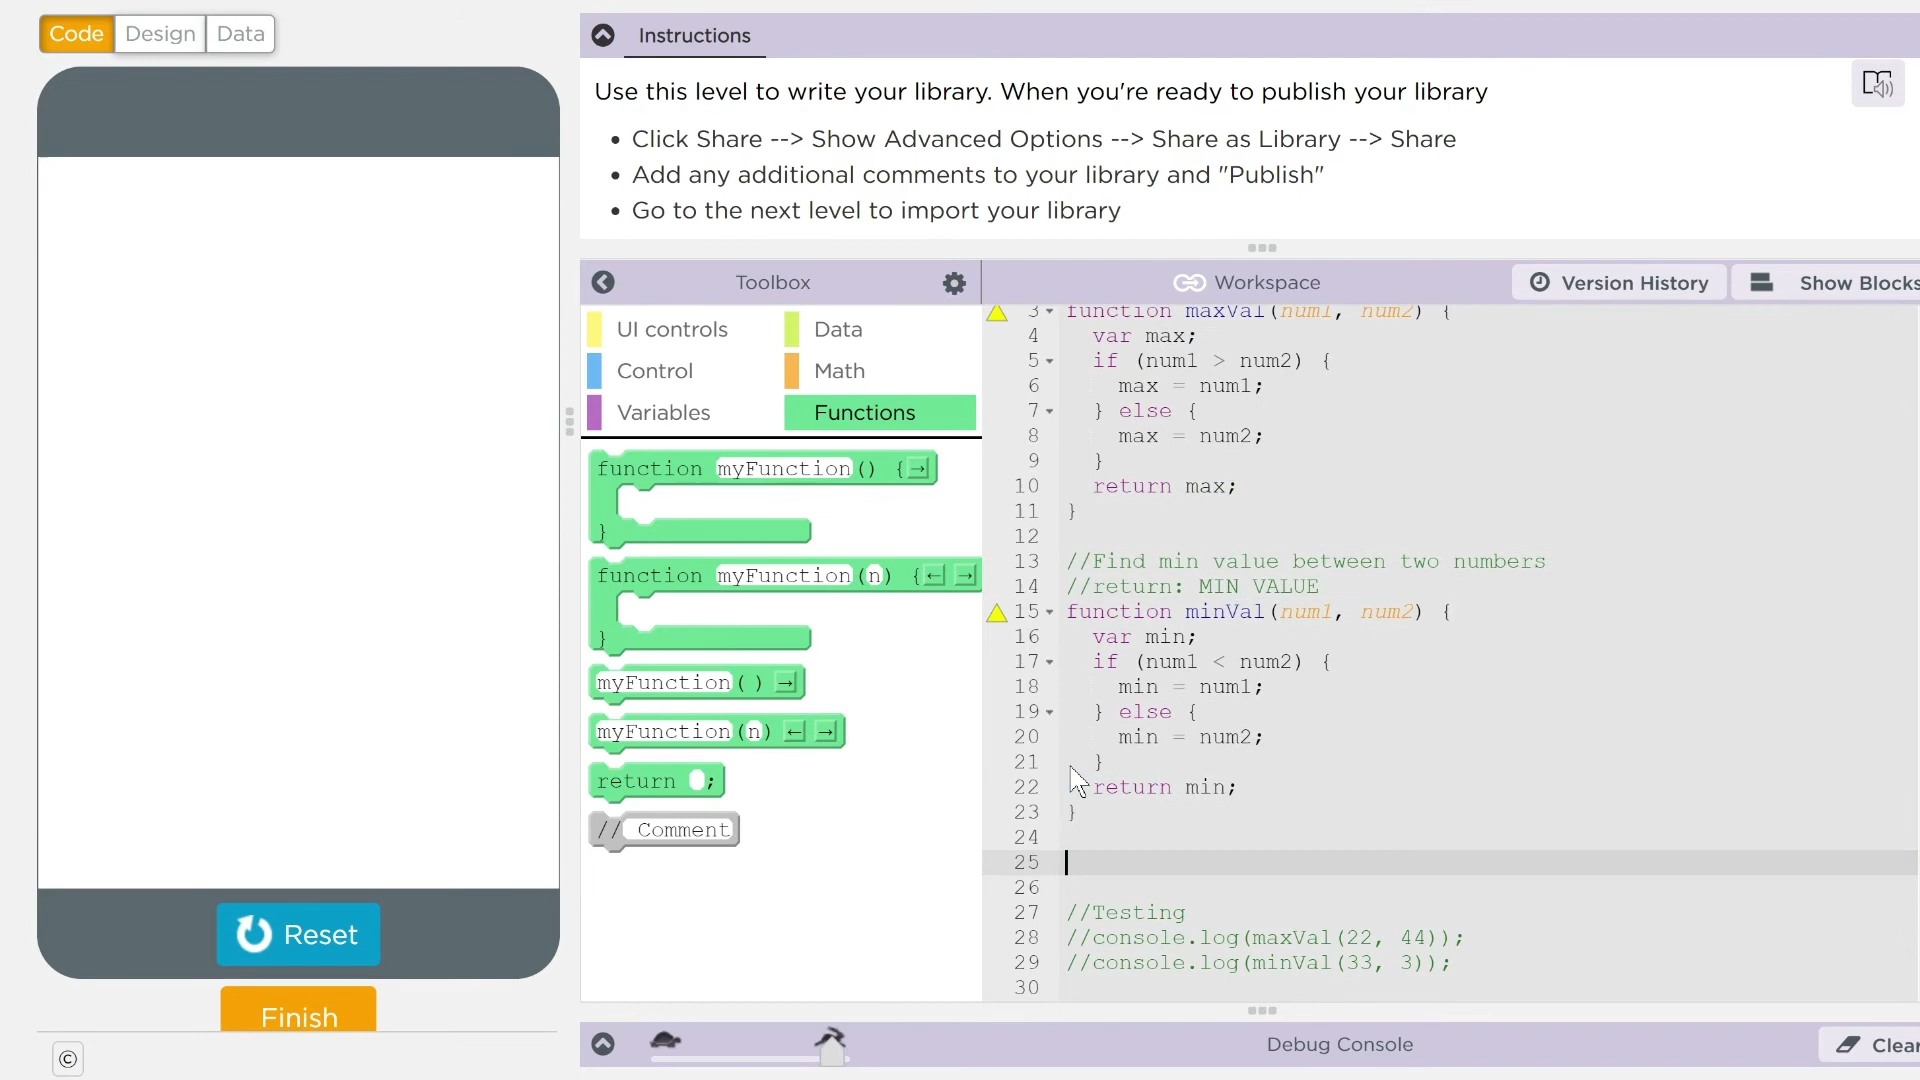 Code Design Data
Instructions
Use this level to write your library. When you're ready to publish your library
• Click Share --> Show Advanced Options --> Share as Library --> Share
• Add any additional comments to your library and "Publish"
• Go to the next level to import your library
Toolbox
Workspace
Version History
Show Blocks
UI controls
Data
Control
Math
Variables
Functions
function myFunction() {→
}
function myFunction(n) {← →
}
myFunction() →
myFunction(n) ← →
return ;
// Comment
3 function maxVal(num1, num2) {
4 var max;
5 if (num1 > num2) {
6 max = num1;
7 } else {
8 max = num2;
9 }
10 return max;
11 }
12
13 //Find min value between two numbers
14 //return: MIN VALUE
15 function minVal(num1, num2) {
16 var min;
17 if (num1 < num2) {
18 min = num1;
19 } else {
20 min = num2;
21 }
22 return min;
23 }
24
25
26
27 //Testing
28 //console.log(maxVal(22, 44));
29 //console.log(minVal(33, 3));
30
Reset
Finish
©
Debug Console
Clear